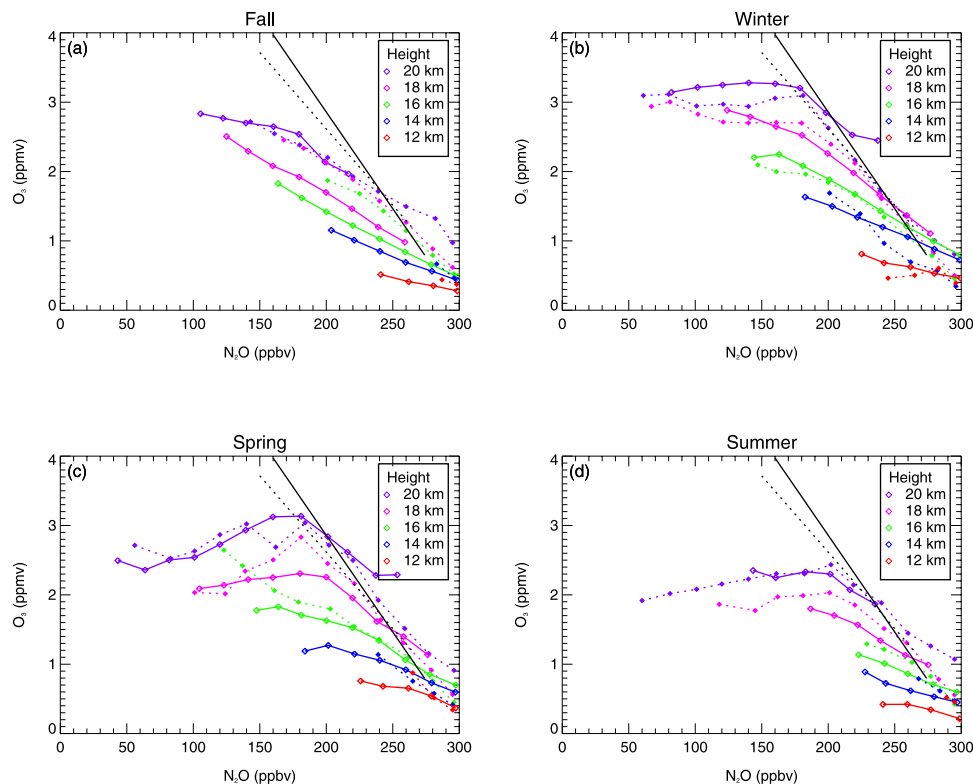 Fall
(a)
Height
20 km
18 km
16 km
14 km
12 km
4
3
2
1
0
O₃ (ppmv)
0 50 100 150 200 250 300
N₂O (ppbv)
Winter
(b)
Height
20 km
18 km
16 km
14 km
12 km
4
3
2
1
0
O₃ (ppmv)
0 50 100 150 200 250 300
N₂O (ppbv)
Spring
(c)
Height
20 km
18 km
16 km
14 km
12 km
4
3
2
1
0
O₃ (ppmv)
0 50 100 150 200 250 300
N₂O (ppbv)
Summer
(d)
Height
20 km
18 km
16 km
14 km
12 km
4
3
2
1
0
O₃ (ppmv)
0 50 100 150 200 250 300
N₂O (ppbv)